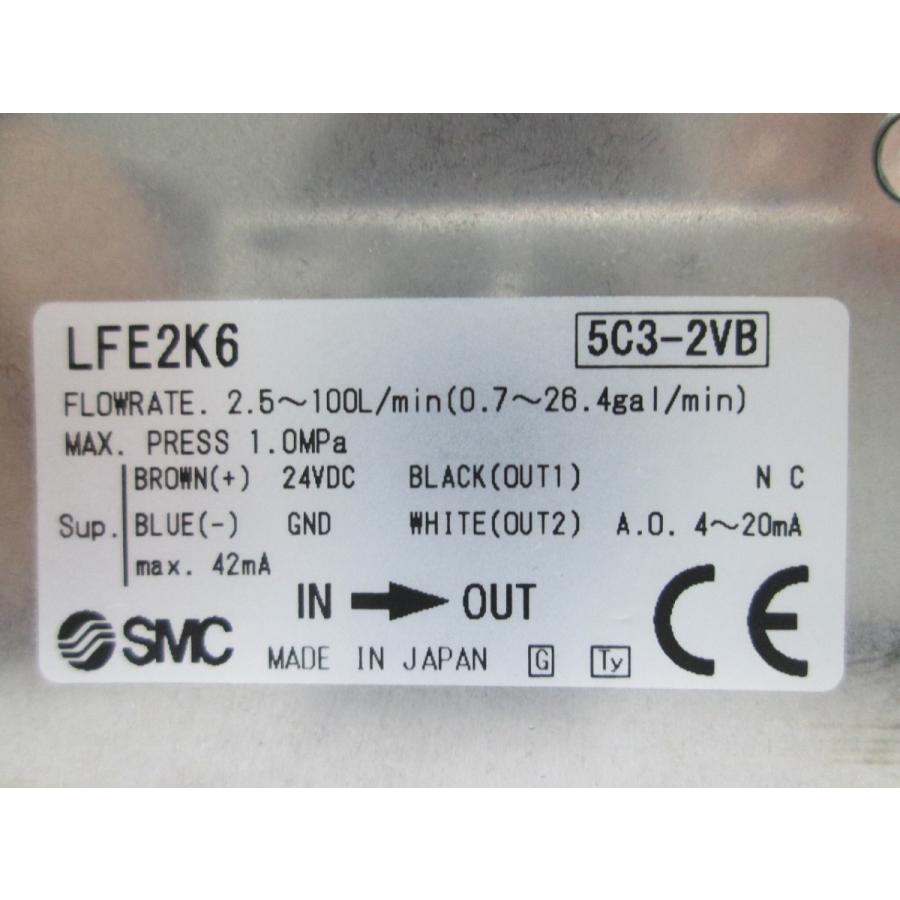 LFE2K6 5C3-2VB
FLOWRATE. 2.5～100L/min(0.7～26.4gal/min)
MAX. PRESS 1.0MPa
Sup. BROWN(+) 24VDC BLACK(OUT1) N C
BLUE(-) GND WHITE(OUT2) A.O. 4～20mA
max. 42mA
IN OUT
SMC MADE IN JAPAN G Ty CE